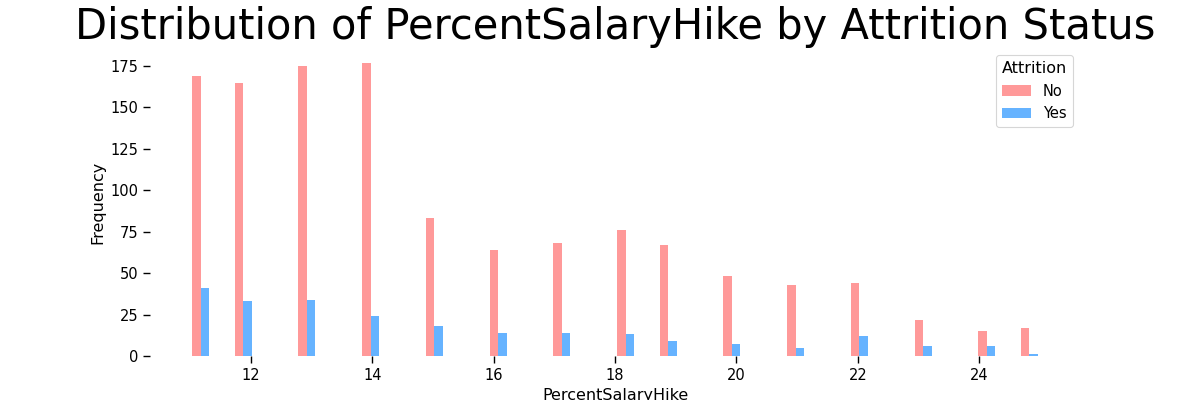 Distribution of PercentSalaryHike by Attrition Status
Attrition
No
Yes
Frequency
175
150
125
100
75
50
25
0
12 14 16 18 20 22 24
PercentSalaryHike